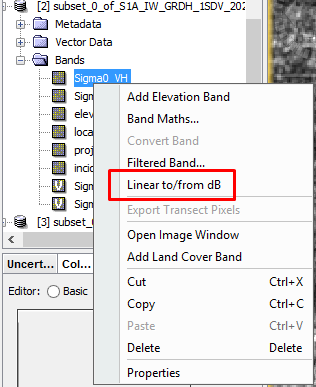 [2] subset_0_of_S1A_IW_GRDH_1SDV_202
Metadata
Vector Data
Bands
Sigma0_VH
Sigm
elev
loca
proj
incid
Sigm
Sigm
[3] subset_
Uncert...
Col...
Editor:
Basic
Add Elevation Band
Band Maths...
Convert Band
Filtered Band...
Linear to/from dB
Export Transect Pixels
Open Image Window
Add Land Cover Band
Cut Ctrl+X
Copy Ctrl+C
Paste Ctrl+V
Delete Delete
Properties